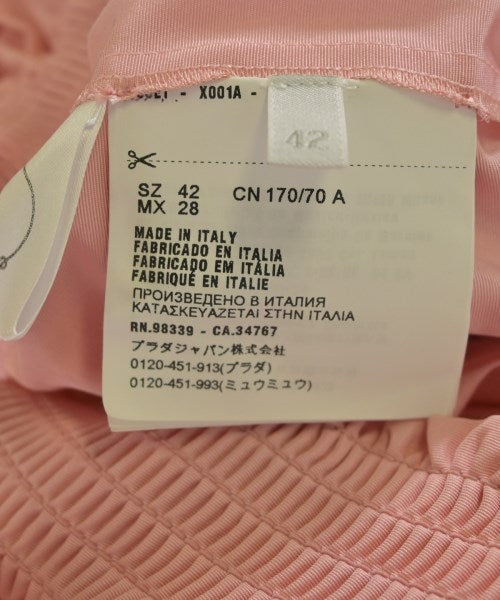 - X001A -
42
SZ 42 CN 170/70 A
MX 28
MADE IN ITALY
FABRICADO EN ITALIA
FABRICADO EM ITÁLIA
FABRIQUÉ EN ITALIE
ПРОИЗВЕДЕНО В ИТАЛИЯ
ΚΑΤΑΣΚΕΥΑΖΕΤΑΙ ΣΤΗΝ ΙΤΑΛΙΑ
RN.98339 - CA.34767
プラダジャパン株式会社
0120-451-913(プラダ)
0120-451-993(ミュウミュウ)